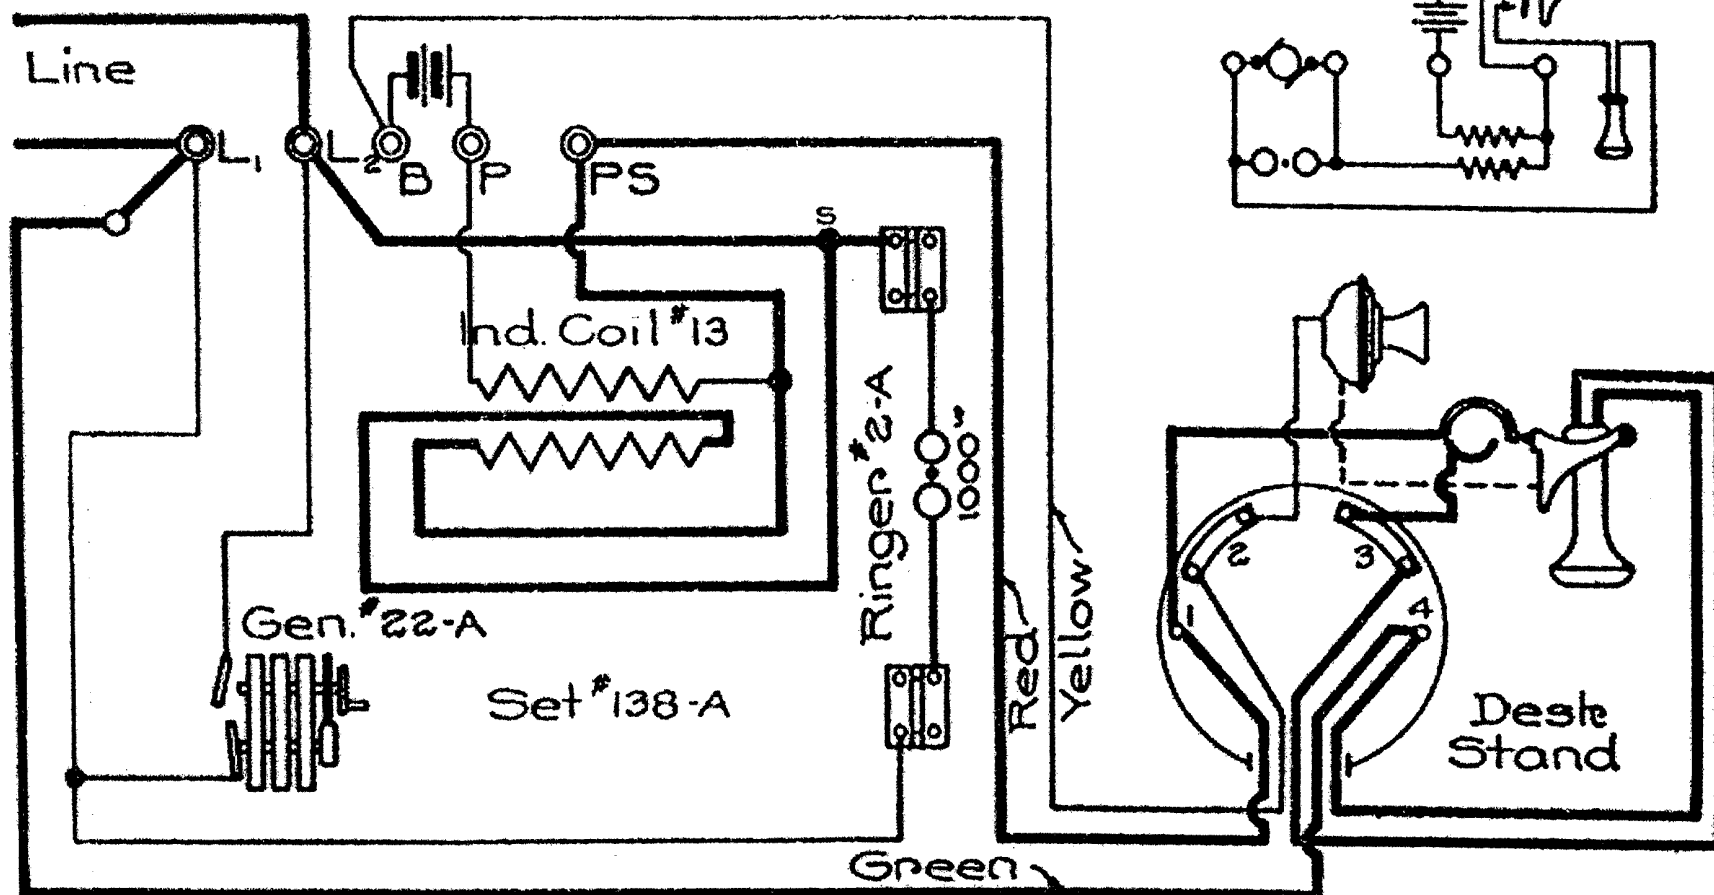 Line
L1
L2
B
P
PS
S
Ind. Coil #13
Ringer #2-A
1000ω
Gen. #22-A
Set #138-A
Red
Yellow
Green
2
3
1
4
Desk
Stand